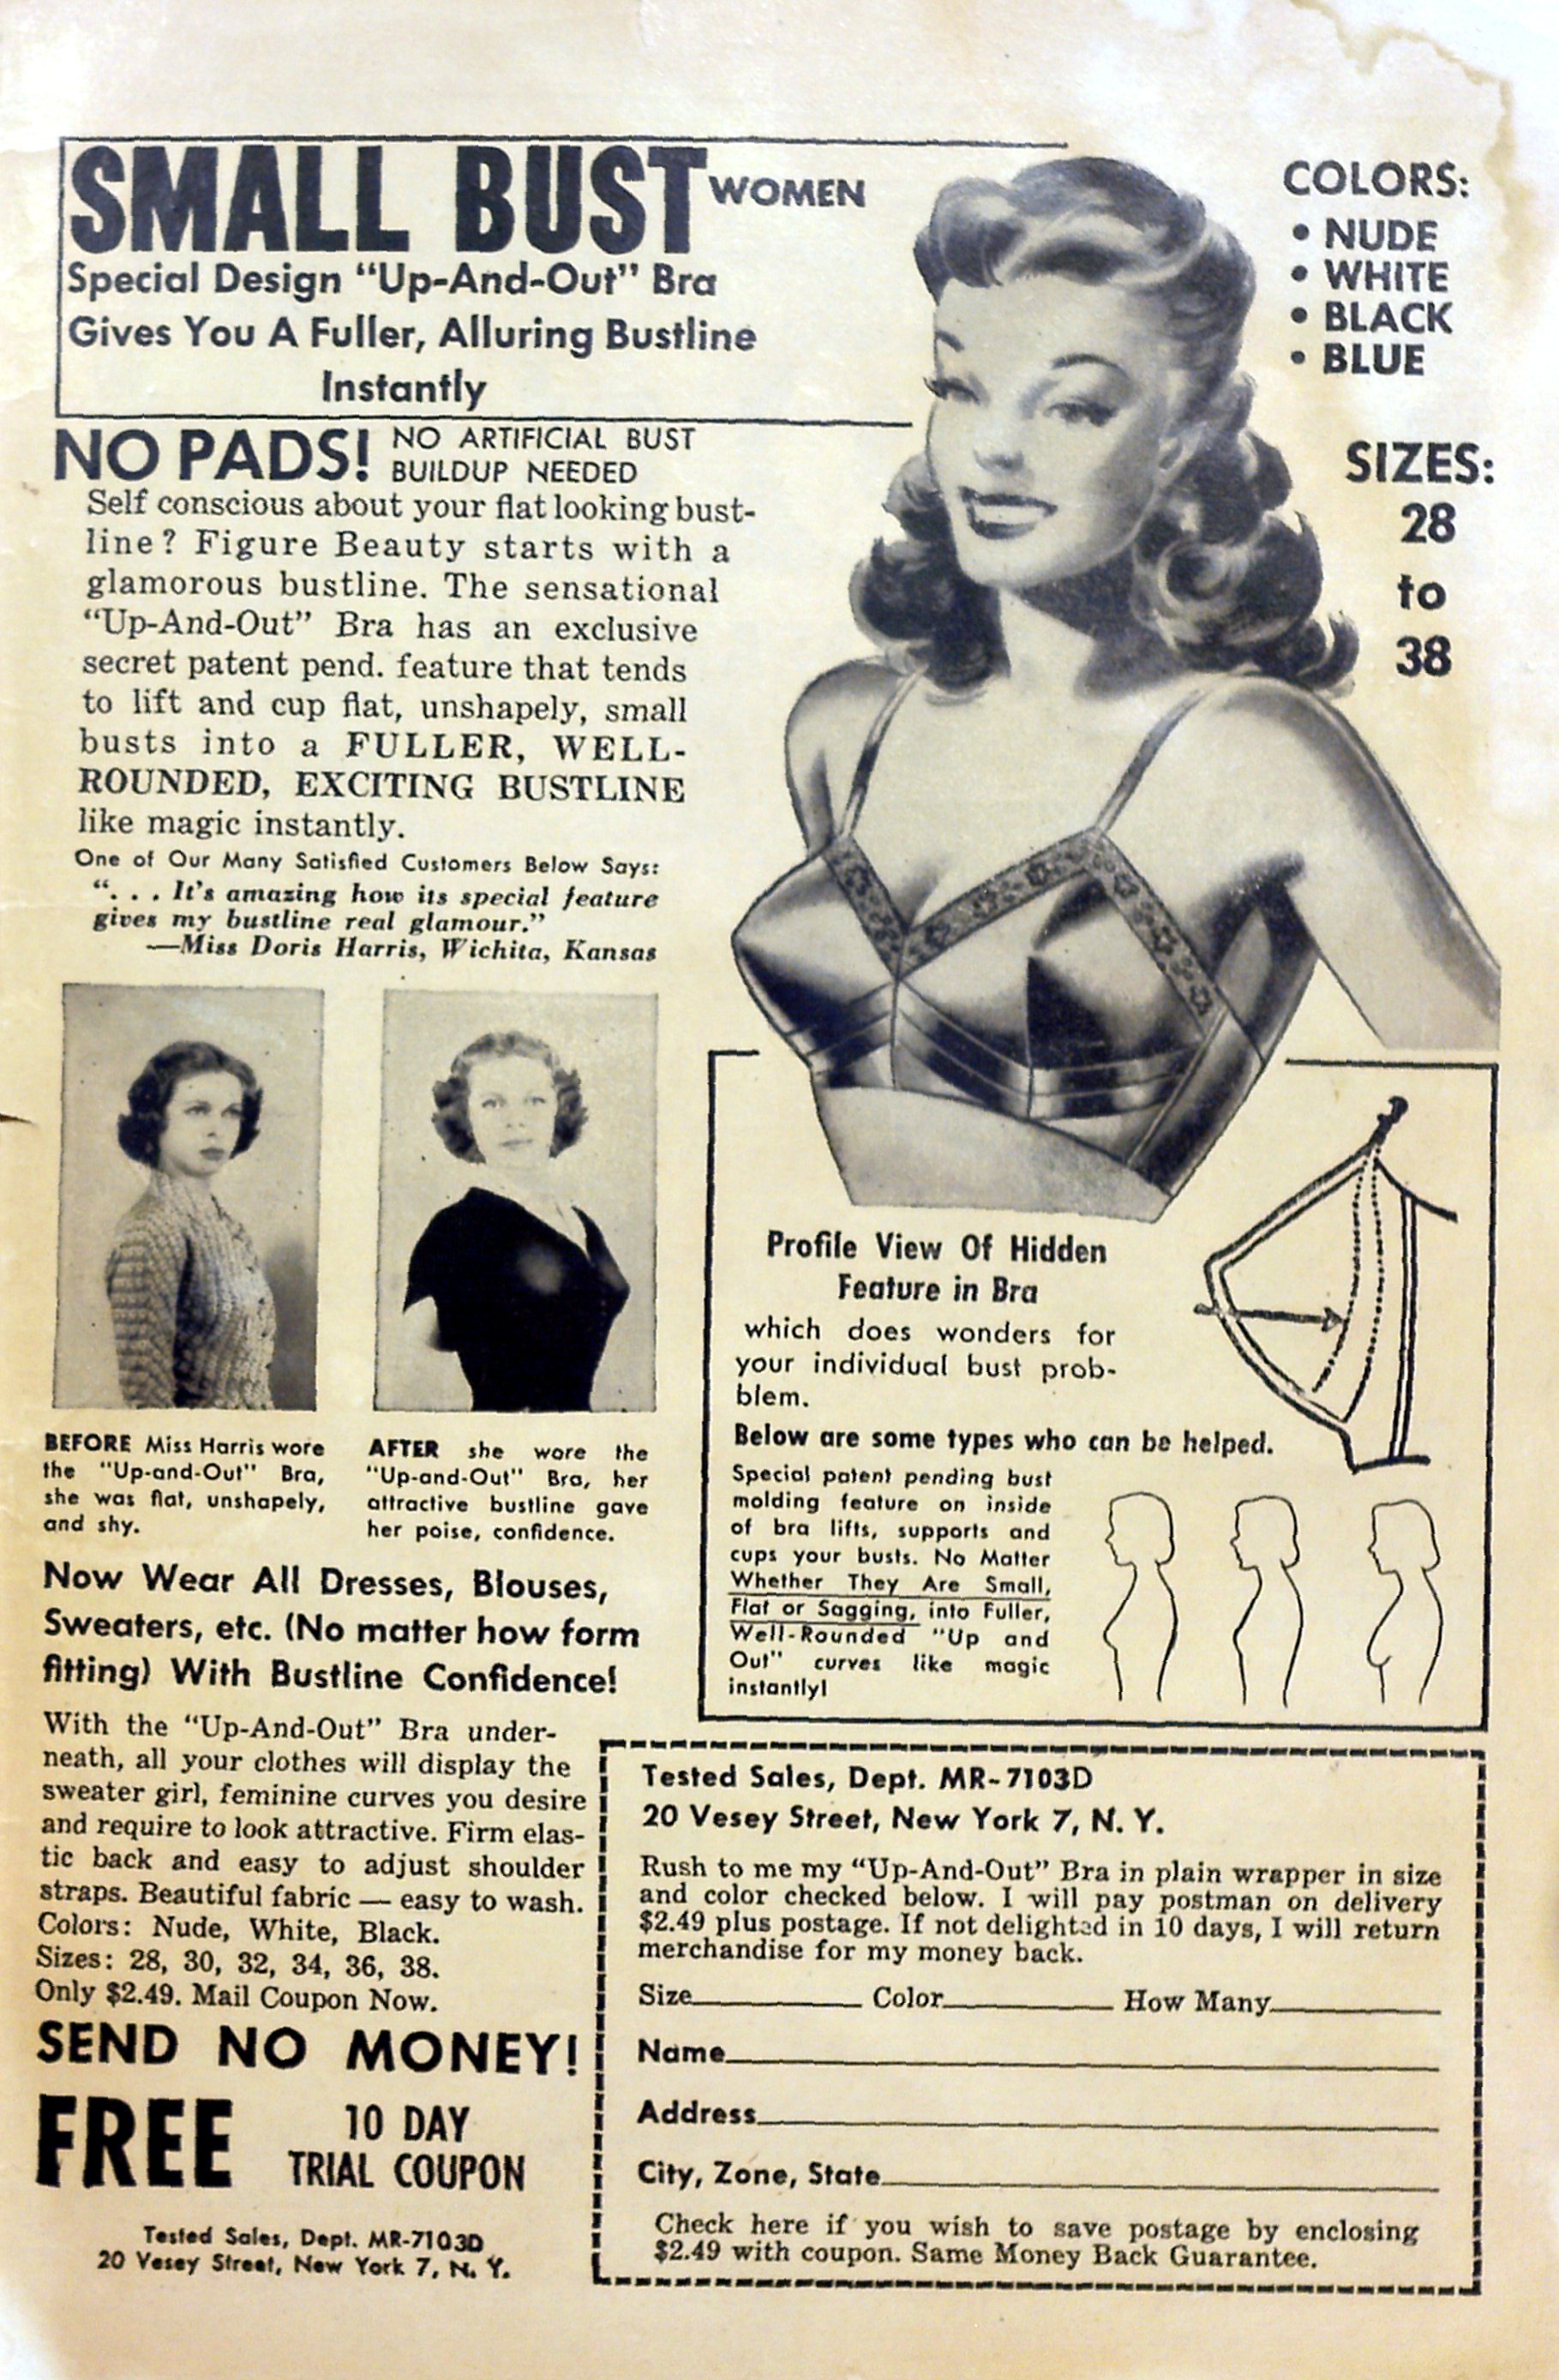 SMALL BUST WOMEN
Special Design "Up-And-Out" Bra
Gives You A Fuller, Alluring Bustline
Instantly
COLORS:
• NUDE
• WHITE
• BLACK
• BLUE
SIZES:
28
to
38
NO PADS! NO ARTIFICIAL BUST
BUILDUP NEEDED
Self conscious about your flat looking bust-
line? Figure Beauty starts with a
glamorous bustline. The sensational
"Up-And-Out" Bra has an exclusive
secret patent pend. feature that tends
to lift and cup flat, unshapely, small
busts into a FULLER, WELL-
ROUNDED, EXCITING BUSTLINE
like magic instantly.
One of Our Many Satisfied Customers Below Says:
". . . It's amazing how its special feature
gives my bustline real glamour."
—Miss Doris Harris, Wichita, Kansas
BEFORE Miss Harris wore
the "Up-and-Out" Bra,
she was flat, unshapely,
and shy.
AFTER she wore the
"Up-and-Out" Bra, her
attractive bustline gave
her poise, confidence.
Now Wear All Dresses, Blouses,
Sweaters, etc. (No matter how form
fitting) With Bustline Confidence!
With the "Up-And-Out" Bra under-
neath, all your clothes will display the
sweater girl, feminine curves you desire
and require to look attractive. Firm elas-
tic back and easy to adjust shoulder
straps. Beautiful fabric — easy to wash.
Colors: Nude, White, Black.
Sizes: 28, 30, 32, 34, 36, 38.
Only $2.49. Mail Coupon Now.
SEND NO MONEY!
FREE 10 DAY
TRIAL COUPON
Tested Sales, Dept. MR-7103D
20 Vesey Street, New York 7, N. Y.
Profile View Of Hidden
Feature in Bra
which does wonders for
your individual bust prob-
blem.
Below are some types who can be helped.
Special patent pending bust
molding feature on inside
of bra lifts, supports and
cups your busts. No Matter
Whether They Are Small,
Flat or Sagging, into Fuller,
Well-Rounded "Up and
Out" curves like magic
instantly!
Tested Sales, Dept. MR-7103D
20 Vesey Street, New York 7, N. Y.
Rush to me my "Up-And-Out" Bra in plain wrapper in size
and color checked below. I will pay postman on delivery
$2.49 plus postage. If not delighted in 10 days, I will return
merchandise for my money back.
Size Color How Many
Name
Address
City, Zone, State
Check here if you wish to save postage by enclosing
$2.49 with coupon. Same Money Back Guarantee.